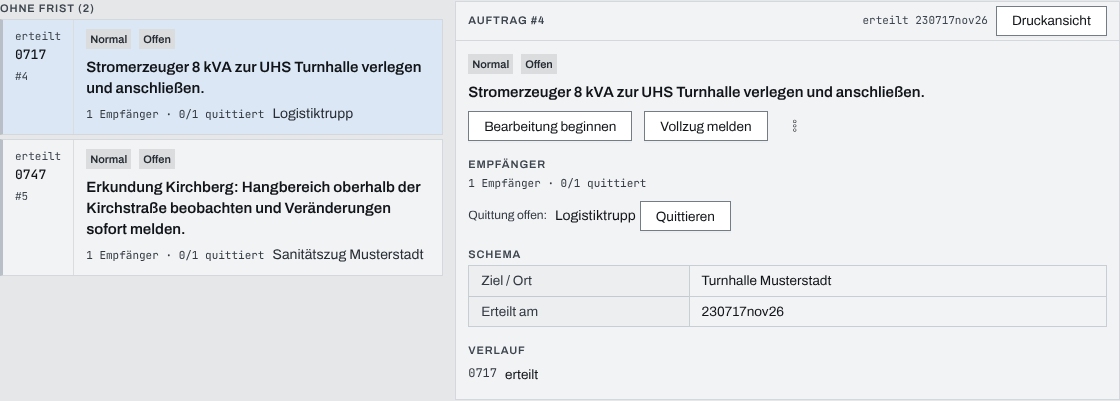 OHNE FRIST (2)
erteilt
0717
#4
Normal Offen
Stromerzeuger 8 kVA zur UHS Turnhalle verlegen
und anschließen.
1 Empfänger · 0/1 quittiert Logistiktrupp
erteilt
0747
#5
Normal Offen
Erkundung Kirchberg: Hangbereich oberhalb der
Kirchstraße beobachten und Veränderungen
sofort melden.
1 Empfänger · 0/1 quittiert Sanitätszug Musterstadt
AUFTRAG #4 erteilt 230717nov26 Druckansicht
Normal Offen
Stromerzeuger 8 kVA zur UHS Turnhalle verlegen und anschließen.
Bearbeitung beginnen Vollzug melden
EMPFÄNGER
1 Empfänger · 0/1 quittiert
Quittung offen: Logistiktrupp Quittieren
SCHEMA
Ziel / Ort Turnhalle Musterstadt
Erteilt am 230717nov26
VERLAUF
0717 erteilt